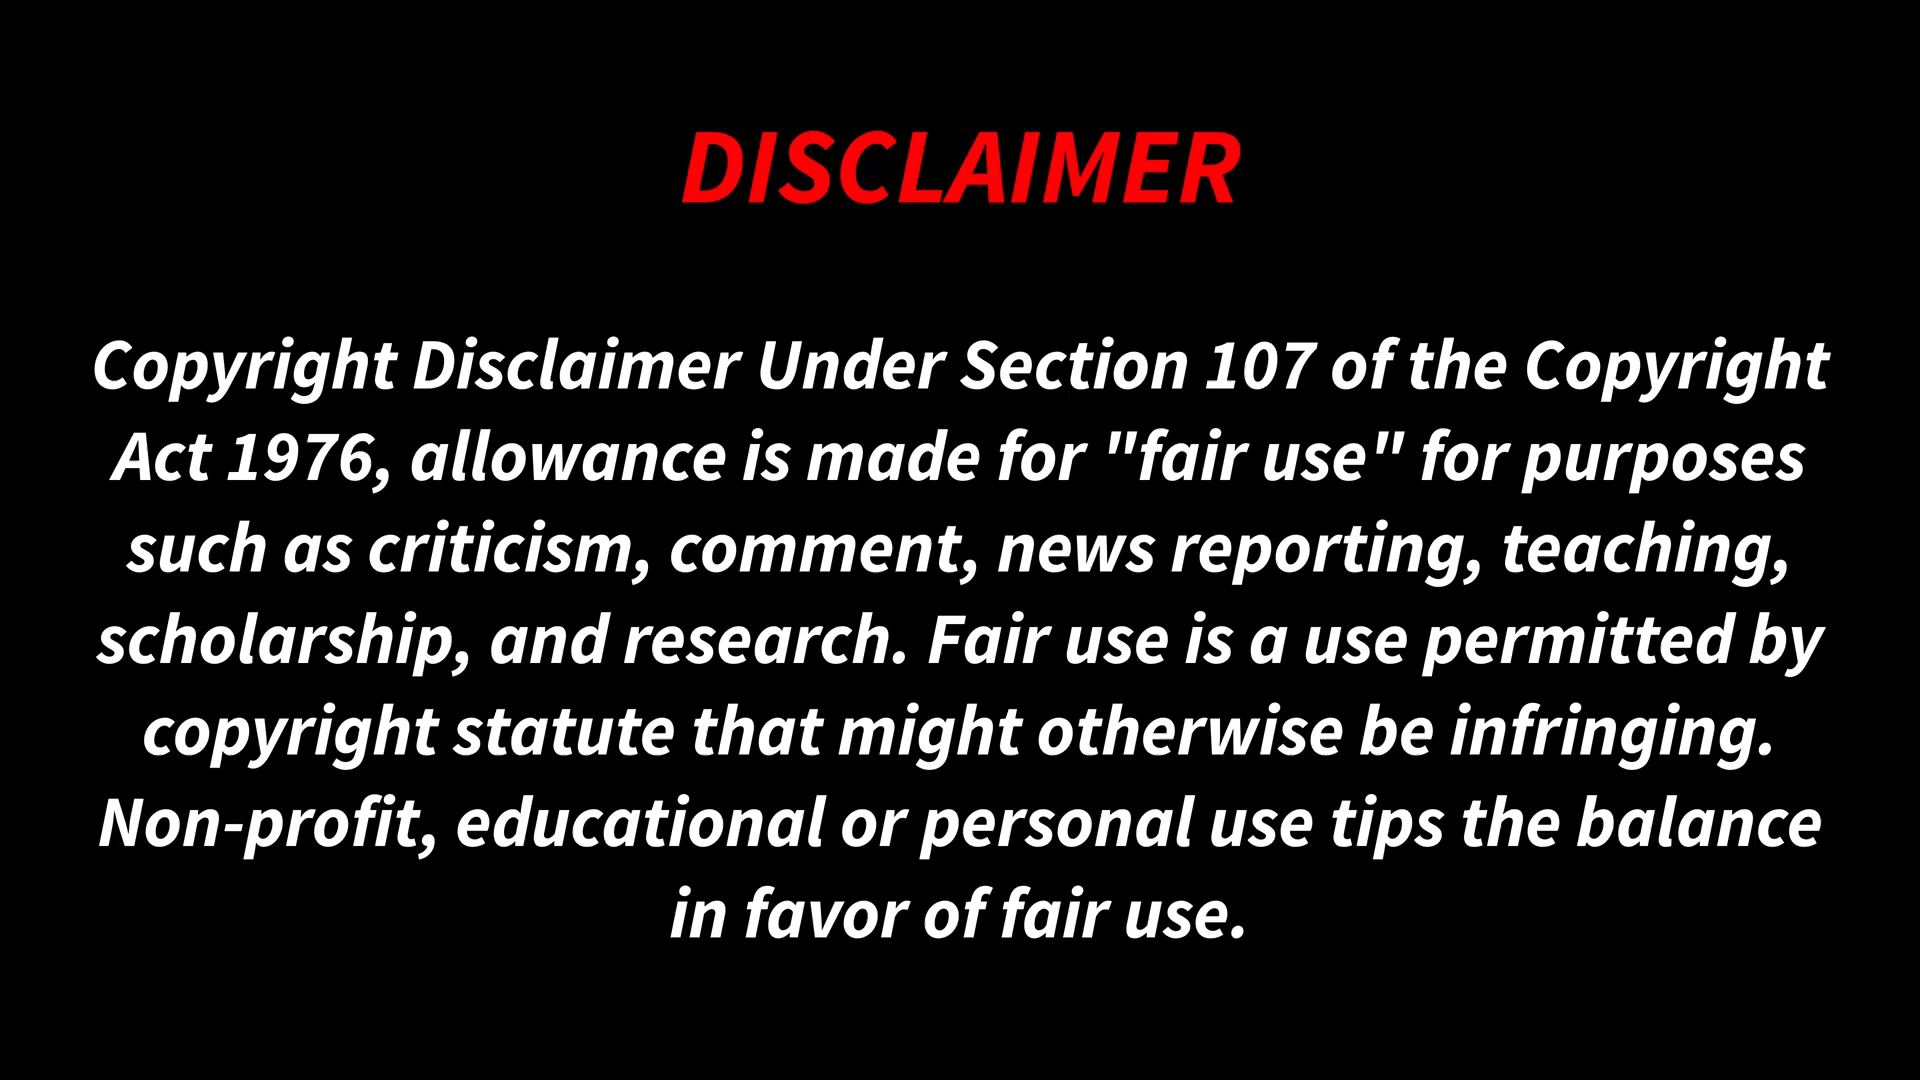 DISCLAIMER
Copyright Disclaimer Under Section 107 of the Copyright
Act 1976, allowance is made for "fair use" for purposes
such as criticism, comment, news reporting, teaching,
scholarship, and research. Fair use is a use permitted by
copyright statute that might otherwise be infringing.
Non-profit, educational or personal use tips the balance
in favor of fair use.